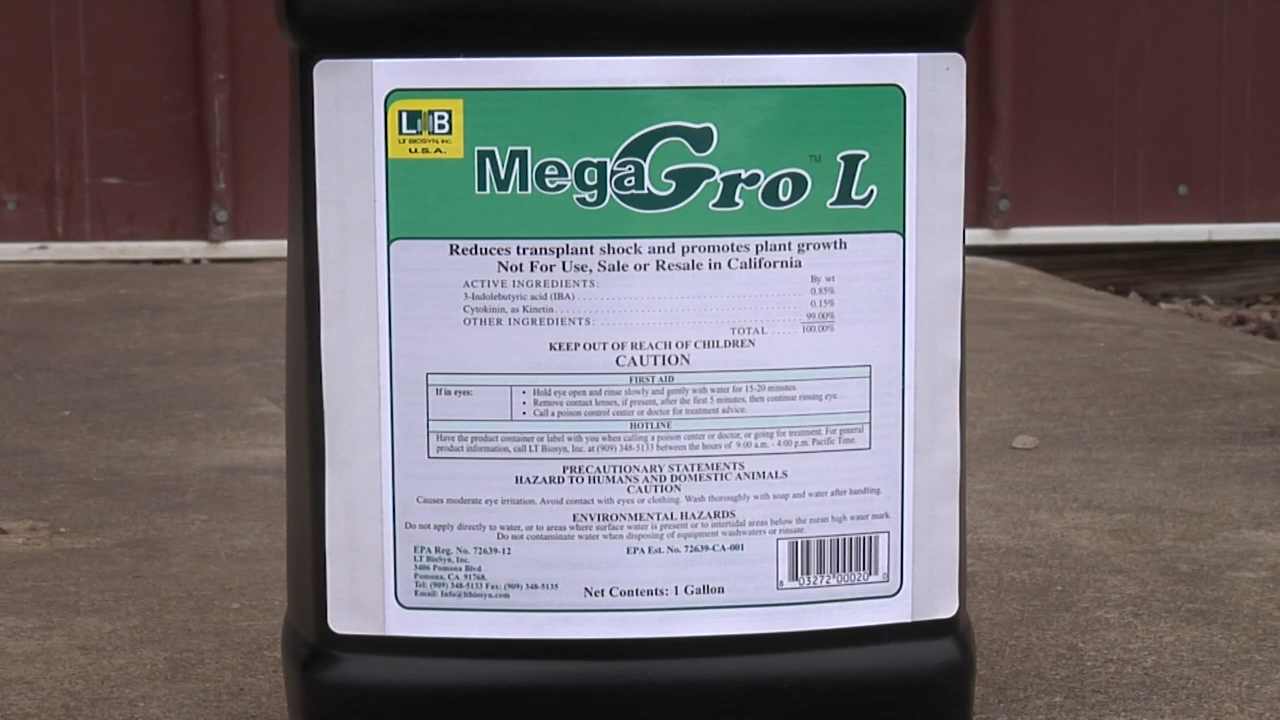 LTB
LT BIOSYN, INC.
U.S.A.
MegaGro™ L
Reduces transplant shock and promotes plant growth
Not For Use, Sale or Resale in California
ACTIVE INGREDIENTS: By wt
3-Indolebutyric acid (IBA) 0.85%
Cytokinin, as Kinetin 0.15%
OTHER INGREDIENTS: 99.00%
TOTAL 100.00%
KEEP OUT OF REACH OF CHILDREN
CAUTION
FIRST AID
If in eyes:
• Hold eye open and rinse slowly and gently with water for 15-20 minutes.
• Remove contact lenses, if present, after the first 5 minutes, then continue rinsing eye.
• Call a poison control center or doctor for treatment advice.
HOTLINE
Have the product container or label with you when calling a poison center or doctor, or going for treatment. For general
product information, call LT Biosyn, Inc. at (909) 348-5133 between the hours of 9:00 a.m. - 4:00 p.m. Pacific Time.
PRECAUTIONARY STATEMENTS
HAZARD TO HUMANS AND DOMESTIC ANIMALS
CAUTION
Causes moderate eye irritation. Avoid contact with eyes or clothing. Wash thoroughly with soap and water after handling.
ENVIRONMENTAL HAZARDS
Do not apply directly to water, or to areas where surface water is present or to intertidal areas below the mean high water mark.
Do not contaminate water when disposing of equipment washwaters or rinsate.
EPA Reg. No. 72639-12 EPA Est. No. 72639-CA-001
LT BioSyn, Inc.
3406 Pomona Blvd
Pomona, CA 91768.
Tel: (909) 348-5133 Fax: (909) 348-5135
Email: Info@ltbiosyn.com
Net Contents: 1 Gallon
8 03272 00020 0